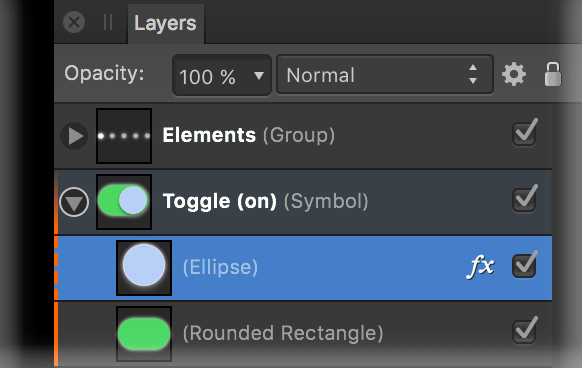 Layers
Opacity: 100 % Normal
Elements (Group)
Toggle (on) (Symbol)
(Ellipse) fx
(Rounded Rectangle)